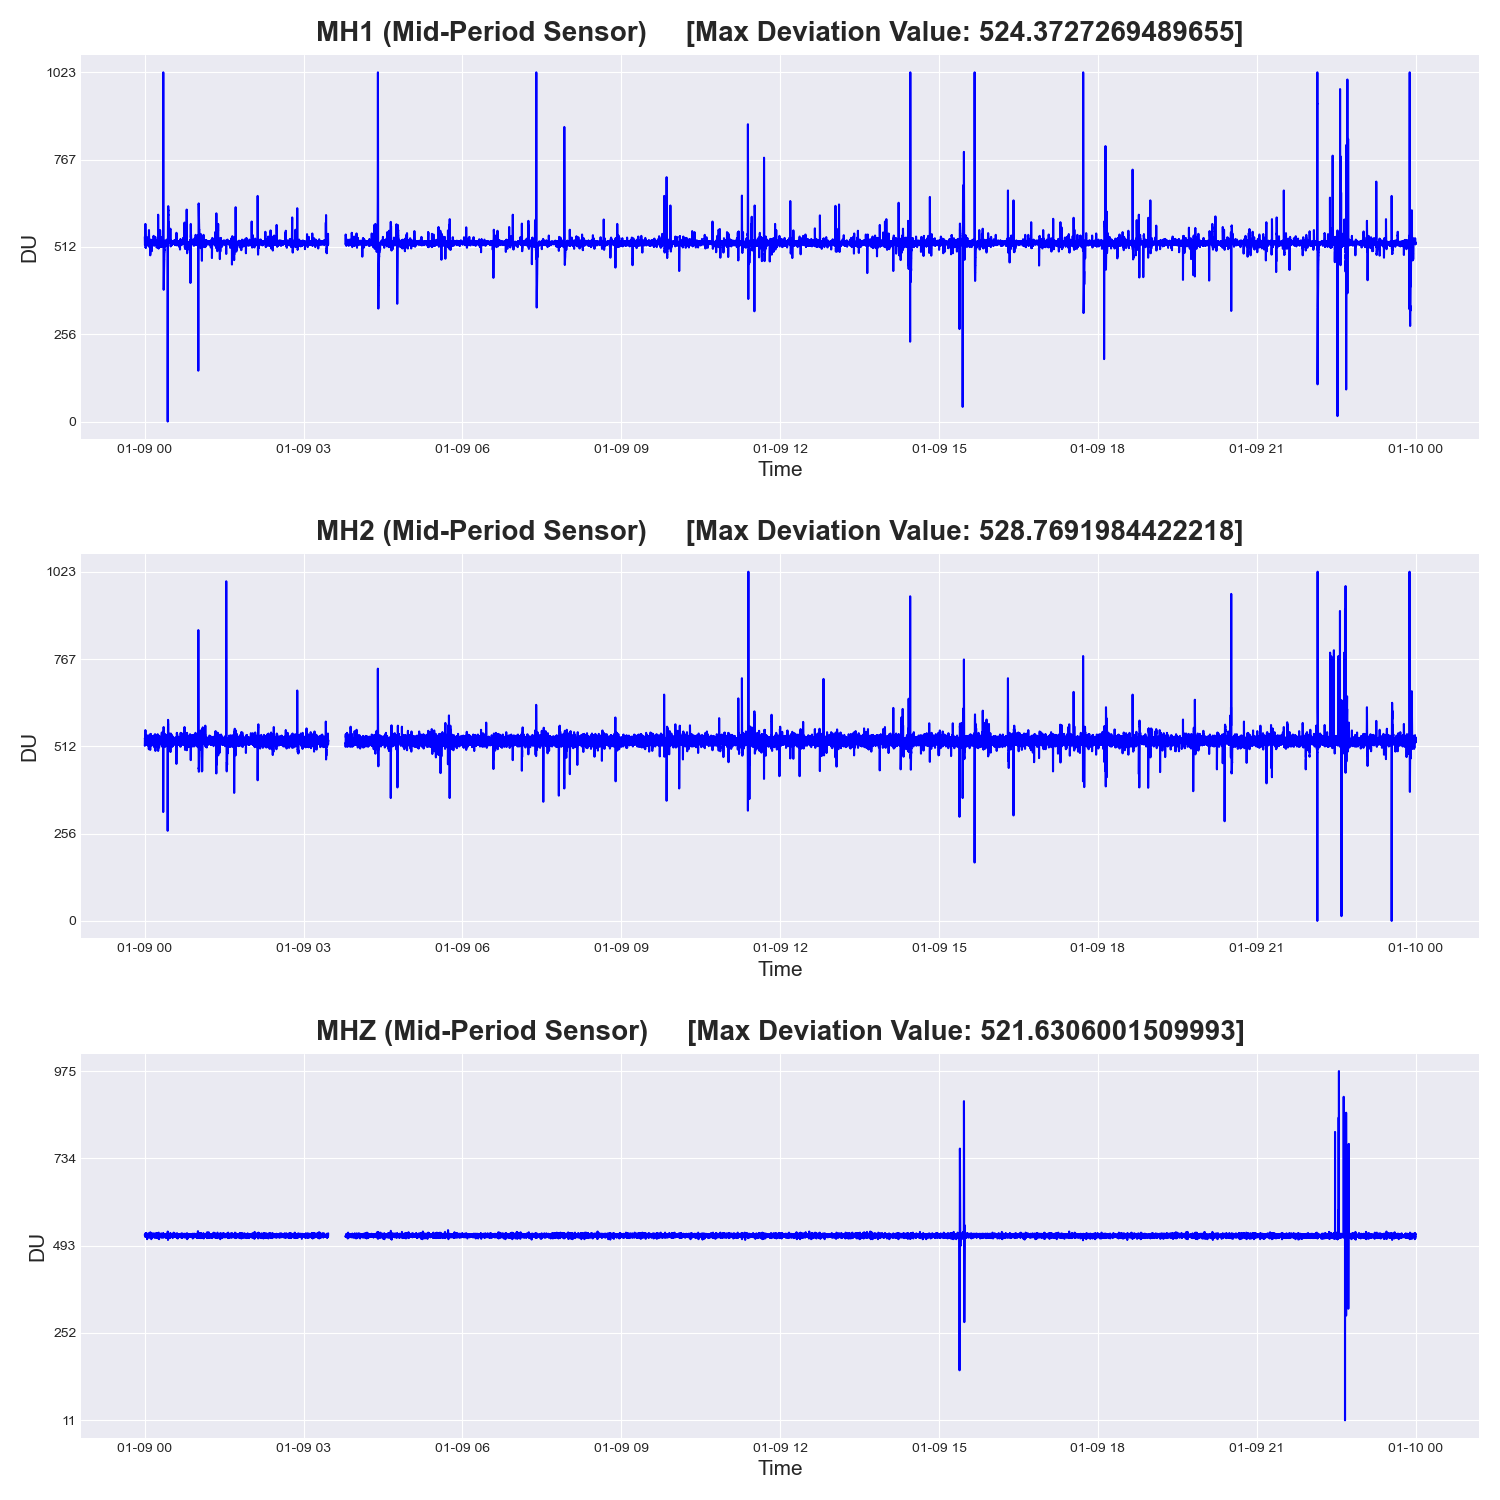 MH1 (Mid-Period Sensor) [Max Deviation Value: 524.3727269489655]
1023
767
512
256
0
DU
01-09 00 01-09 03 01-09 06 01-09 09 01-09 12 01-09 15 01-09 18 01-09 21 01-10 00
Time
MH2 (Mid-Period Sensor) [Max Deviation Value: 528.7691984422218]
1023
767
512
256
0
DU
01-09 00 01-09 03 01-09 06 01-09 09 01-09 12 01-09 15 01-09 18 01-09 21 01-10 00
Time
MHZ (Mid-Period Sensor) [Max Deviation Value: 521.6306001509993]
975
734
493
252
11
DU
01-09 00 01-09 03 01-09 06 01-09 09 01-09 12 01-09 15 01-09 18 01-09 21 01-10 00
Time